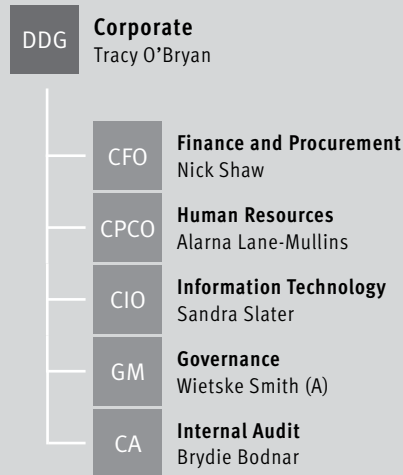 DDG
Corporate
Tracy O’Bryan
CFO
Finance and Procurement
Nick Shaw
CPCO
Human Resources
Alarna Lane-Mullins
CIO
Information Technology
Sandra Slater
GM
Governance
Wietske Smith (A)
CA
Internal Audit
Brydie Bodnar